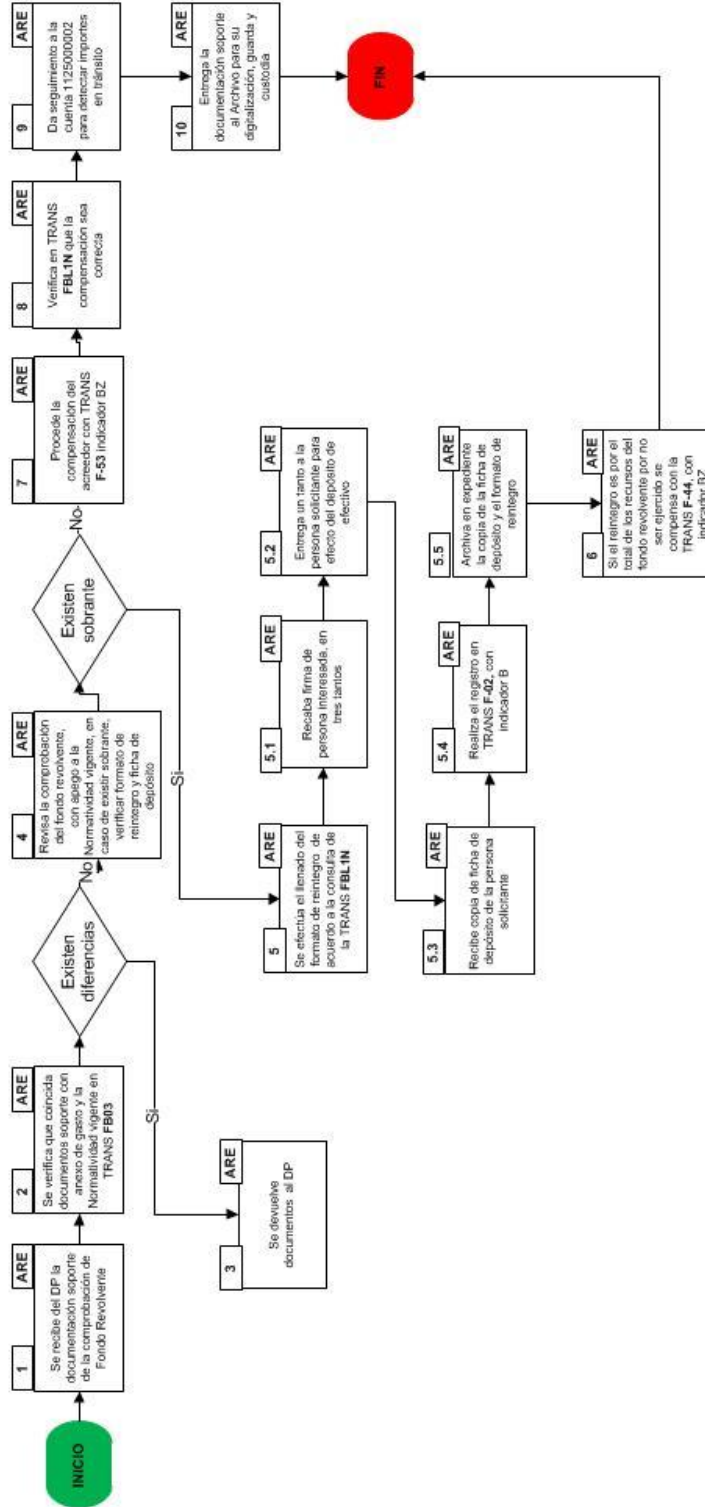 INICIO
1
ARE
Se recibe del DP la
documentación soporte
de la comprobación de
Fondo Revolvente
2
ARE
Se verifica que coincida
documentos soporte con
anexo de gasto y la
Normatividad vigente en
TRANS FB03
Existen
diferencias
No
Si
3
ARE
Se devuelve
documentos al DP
4
ARE
Revisa la comprobación
del fondo revolvente,
con apego a la
Normatividad vigente, en
caso de existir sobrante,
verificar formato de
reintegro y ficha de
depósito
Existen
sobrante
No
Si
5
ARE
Se efectúa el llenado del
formato de reintegro de
acuerdo a la consulta de
la TRANS FBL1N
5.1
ARE
Recaba firma de
persona interesada, en
tres tantos
5.2
ARE
Entrega un tanto a la
persona solicitante para
efecto del depósito de
efectivo
5.3
ARE
Recibe copia de ficha de
depósito de la persona
solicitante
5.4
ARE
Realiza el registro en
TRANS F-02, con
indicador B
5.5
ARE
Archiva en expediente
la copia de la ficha de
depósito y el formato de
reintegro
6
ARE
Si el reintegro es por el
total de los recursos del
fondo revolvente por no
ser ejercido se
compensa con la
TRANS F-44, con
indicador BZ
7
ARE
Procede la
compensación del
acreedor con TRANS
F-53 indicador BZ
8
ARE
Verifica en TRANS
FBL1N que la
compensación sea
correcta
9
ARE
Da seguimiento a la
cuenta 1125000002
para detectar importes
en tránsito
10
ARE
Entrega la
documentación soporte
al Archivo para su
digitalización, guarda y
custodia
FIN